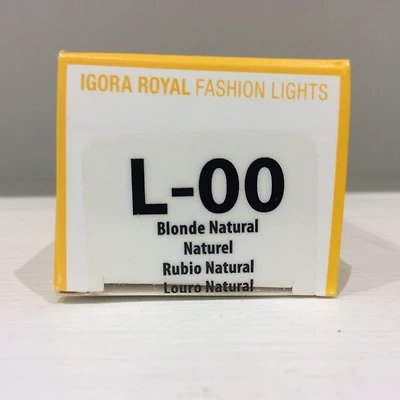 IGORA ROYAL FASHION LIGHTS
L-00
Blonde Natural
Naturel
Rubio Natural
Louro Natural